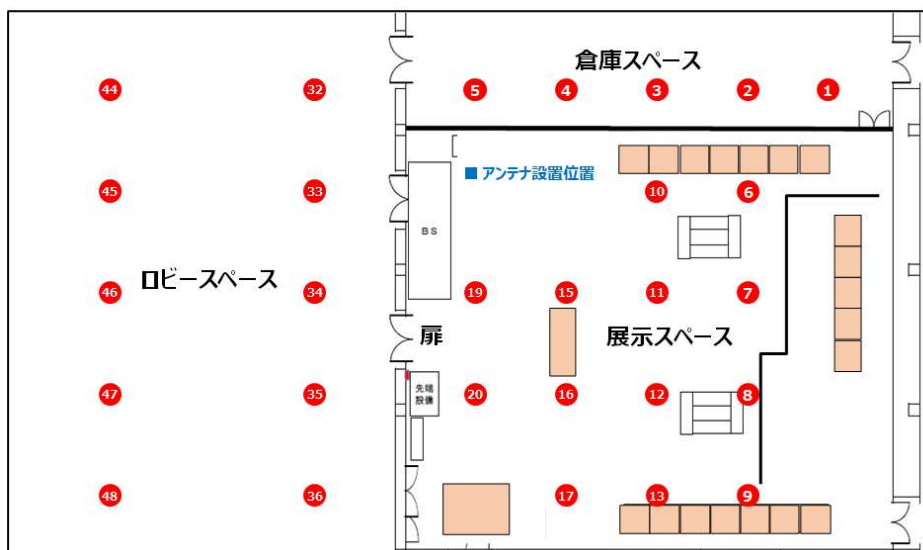 倉庫スペース
44 32 5 4 3 2 1
■ アンテナ設置位置
45 33 10 6
BS
ロビースペース
46 34 19 15 11 7
扉 展示スペース
先端
設備
47 35 20 16 12 8
48 36 17 13 9